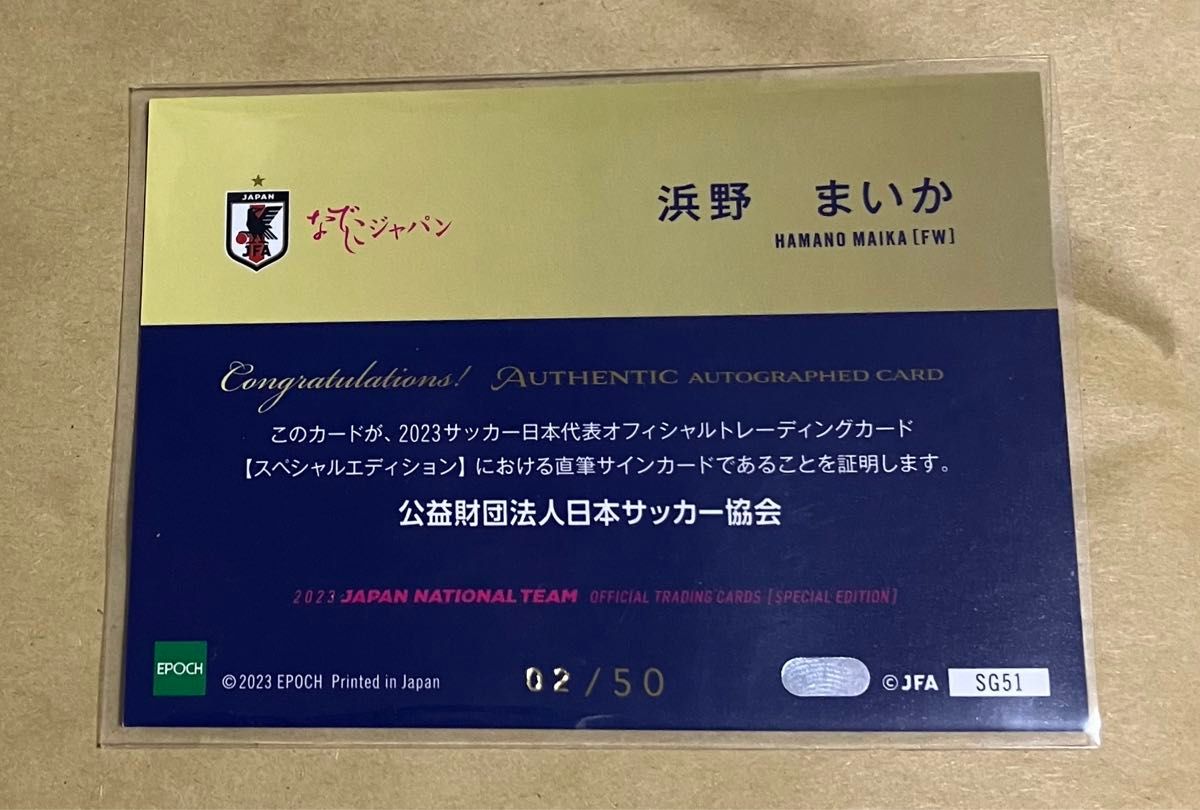 JAPAN
JFA
なでしこジャパン
浜野 まいか
HAMANO MAIKA [FW]
Congratulations! AUTHENTIC AUTOGRAPHED CARD
このカードが、2023サッカー日本代表オフィシャルトレーディングカード
【スペシャルエディション】における直筆サインカードであることを証明します。
公益財団法人日本サッカー協会
2023 JAPAN NATIONAL TEAM OFFICIAL TRADING CARDS [SPECIAL EDITION]
EPOCH
©2023 EPOCH Printed in Japan
02/50
©JFA
SG51